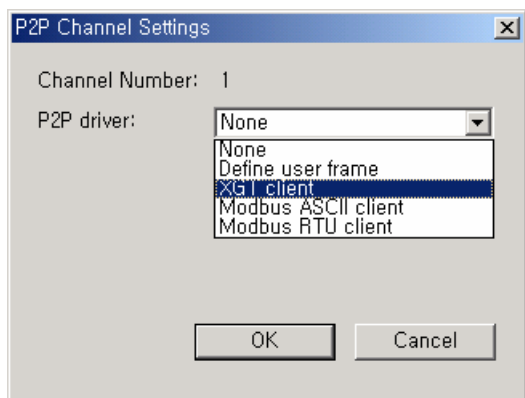 P2P Channel Settings
Channel Number: 1
P2P driver: None
None
Define user frame
XGT client
Modbus ASCII client
Modbus RTU client
OK Cancel